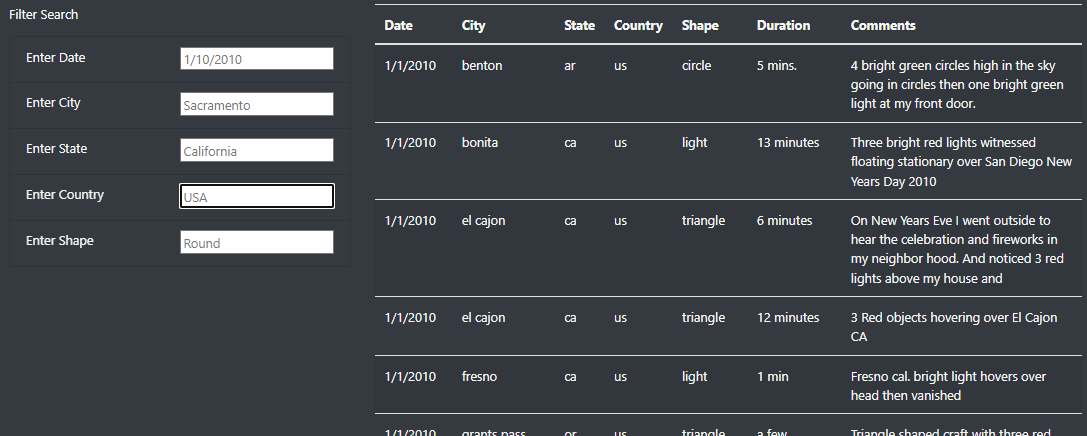 Filter Search
Enter Date 1/10/2010
Enter City Sacramento
Enter State California
Enter Country USA
Enter Shape Round
Date City State Country Shape Duration Comments
1/1/2010 benton ar us circle 5 mins. 4 bright green circles high in the sky
going in circles then one bright green
light at my front door.
1/1/2010 bonita ca us light 13 minutes Three bright red lights witnessed
floating stationary over San Diego New
Years Day 2010
1/1/2010 el cajon ca us triangle 6 minutes On New Years Eve I went outside to
hear the celebration and fireworks in
my neighbor hood. And noticed 3 red
lights above my house and
1/1/2010 el cajon ca us triangle 12 minutes 3 Red objects hovering over El Cajon
CA
1/1/2010 fresno ca us light 1 min Fresno cal. bright light hovers over
head then vanished
1/1/2010 grants pass or us triangle a few Triangle shaped craft with three red